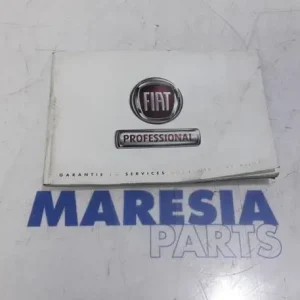 FIAT
PROFESSIONAL
GARANTIE SERVICES
MARESIA
PARTS